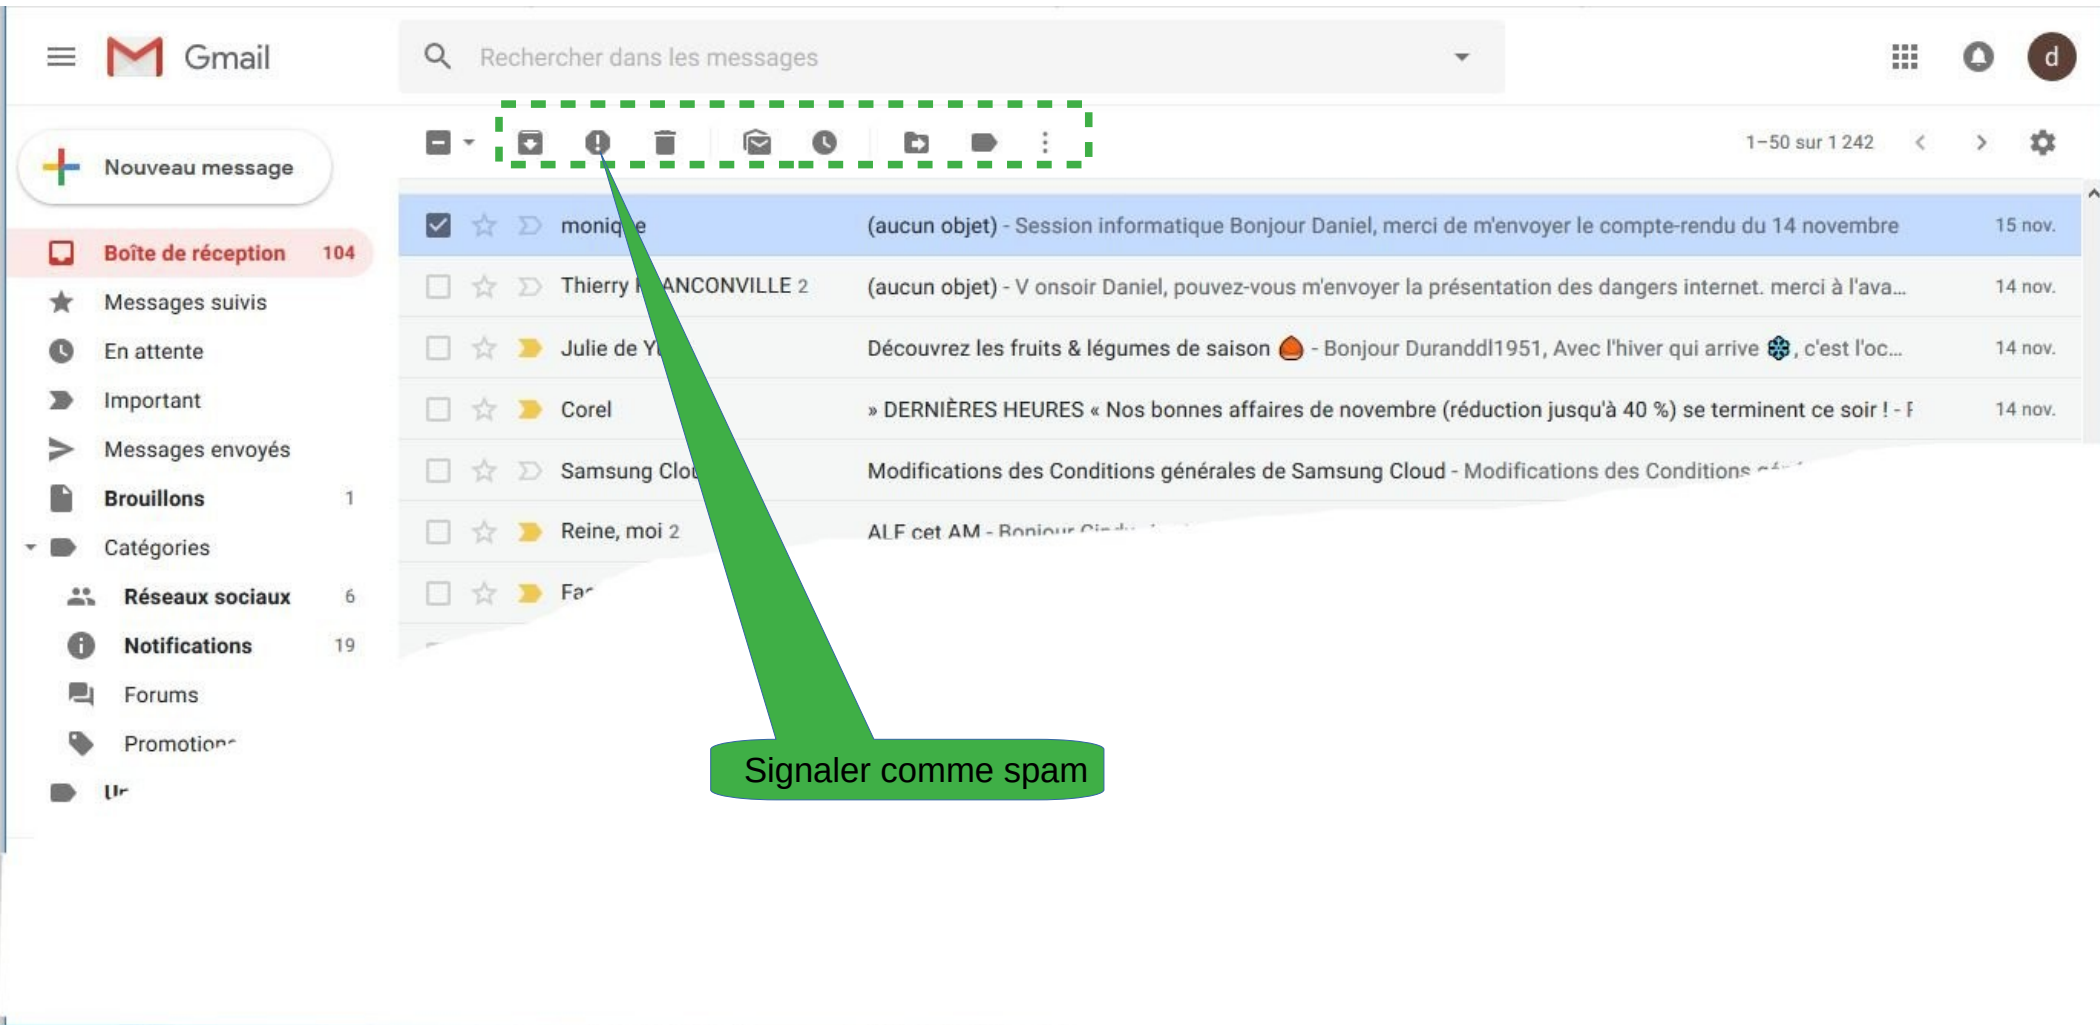 Gmail
Rechercher dans les messages
d
Nouveau message
1–50 sur 1 242
Boîte de réception 104
Messages suivis
En attente
Important
Messages envoyés
Brouillons 1
Catégories
Réseaux sociaux 6
Notifications 19
Forums
Promotions
monique (aucun objet) - Session informatique Bonjour Daniel, merci de m'envoyer le compte-rendu du 14 novembre 15 nov.
Thierry ANCONVILLE 2 (aucun objet) - V onsoir Daniel, pouvez-vous m'envoyer la présentation des dangers internet. merci à l'ava... 14 nov.
Julie de Découvrez les fruits & légumes de saison - Bonjour Duranddl1951, Avec l'hiver qui arrive , c'est l'oc... 14 nov.
Corel » DERNIÈRES HEURES « Nos bonnes affaires de novembre (réduction jusqu'à 40 %) se terminent ce soir ! - 14 nov.
Samsung Cloud Modifications des Conditions générales de Samsung Cloud - Modifications des Conditions
Reine, moi 2 ALF cet AM - Bonjour
Signaler comme spam